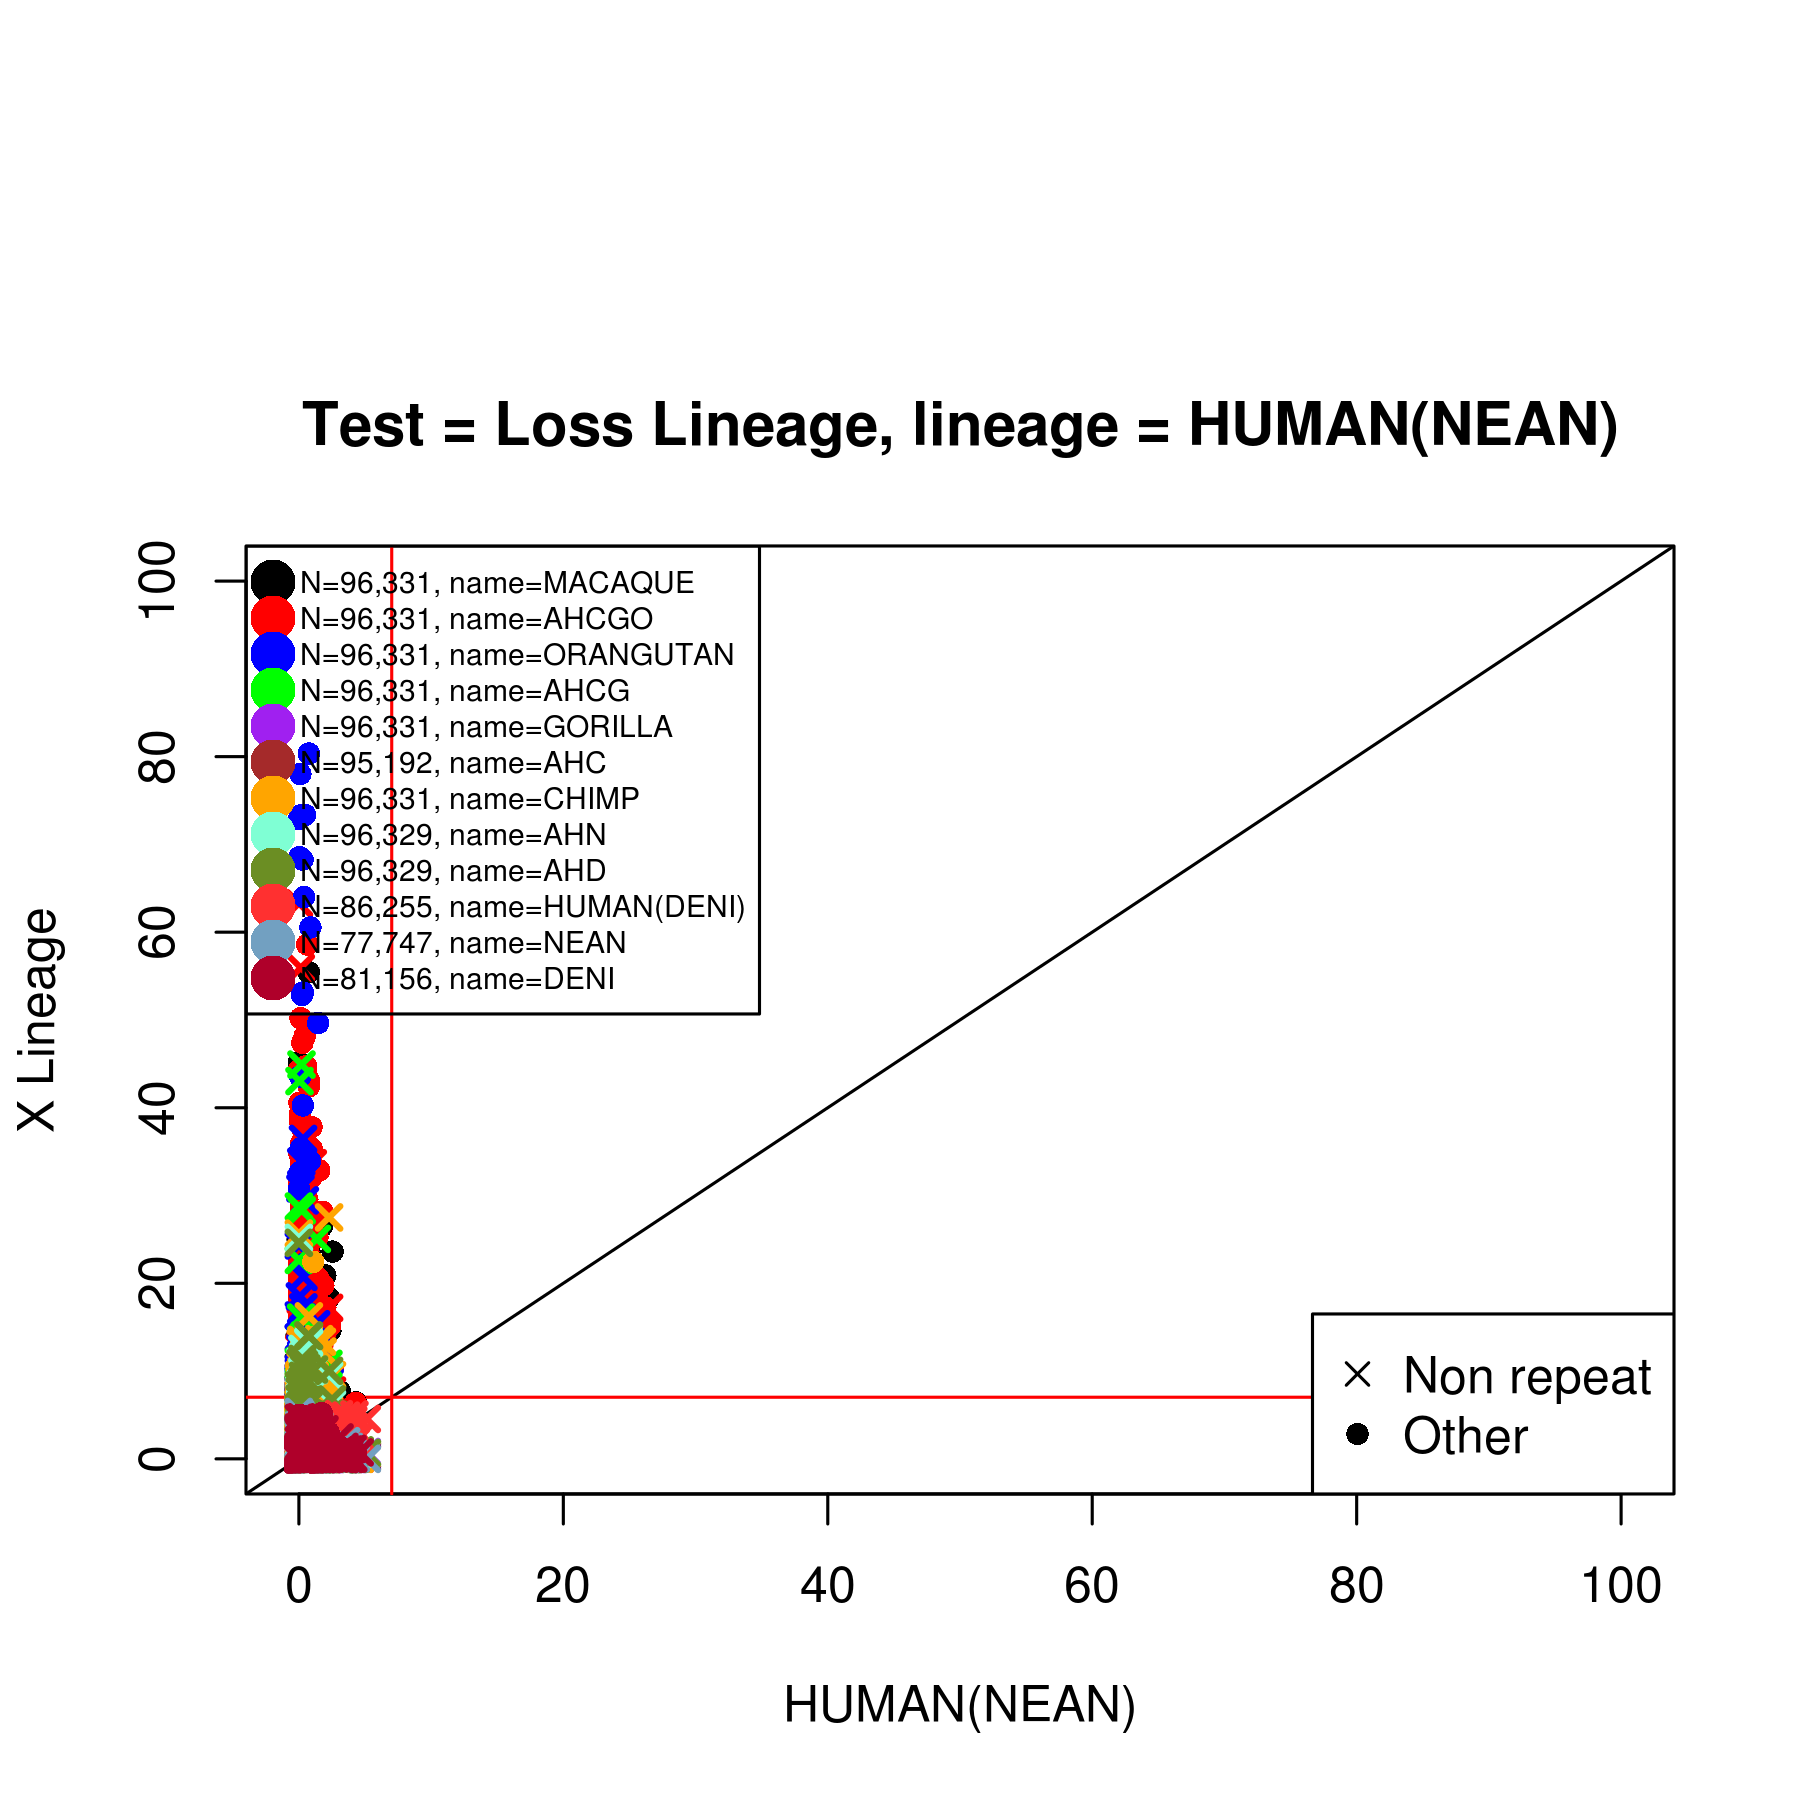 Test = Loss Lineage, lineage = HUMAN(NEAN)
X Lineage
100
80
60
40
20
0
N=96,331, name=MACAQUE
N=96,331, name=AHCGO
N=96,331, name=ORANGUTAN
N=96,331, name=AHCG
N=96,331, name=GORILLA
N=95,192, name=AHC
N=96,331, name=CHIMP
N=96,329, name=AHN
N=96,329, name=AHD
N=86,255, name=HUMAN(DENI)
N=77,747, name=NEAN
N=81,156, name=DENI
Non repeat
Other
0 20 40 60 80 100
HUMAN(NEAN)